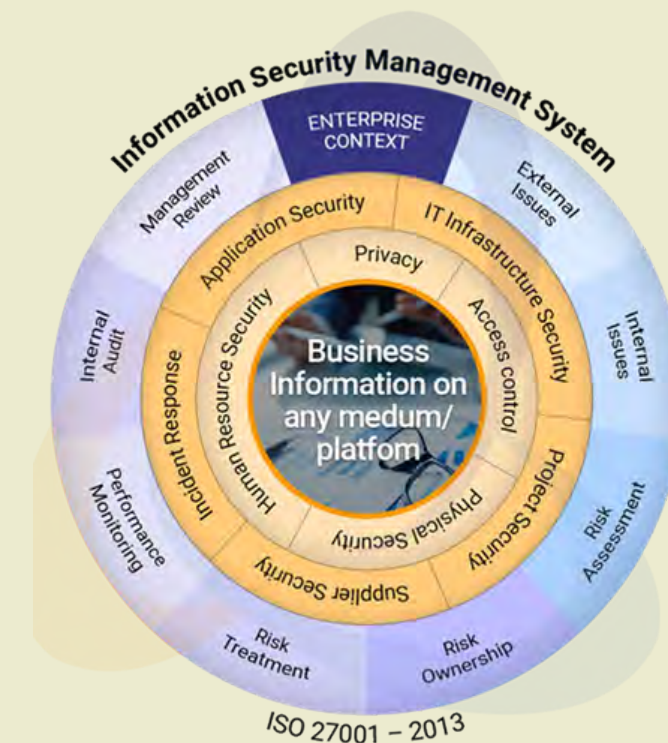 Information Security Management System
ENTERPRISE
CONTEXT
External
Issues
Internal
Issues
Risk
Assessment
Risk
Ownership
Risk
Treatment
Performance
Monitoring
Internal
Audit
Management
Review
Application Security
IT Infrastructure Security
Project Security
Supplier Security
Incident Response
Privacy
Access control
Physical Security
Human Resource Security
Business
Information on
any medum/
platfom
ISO 27001 – 2013